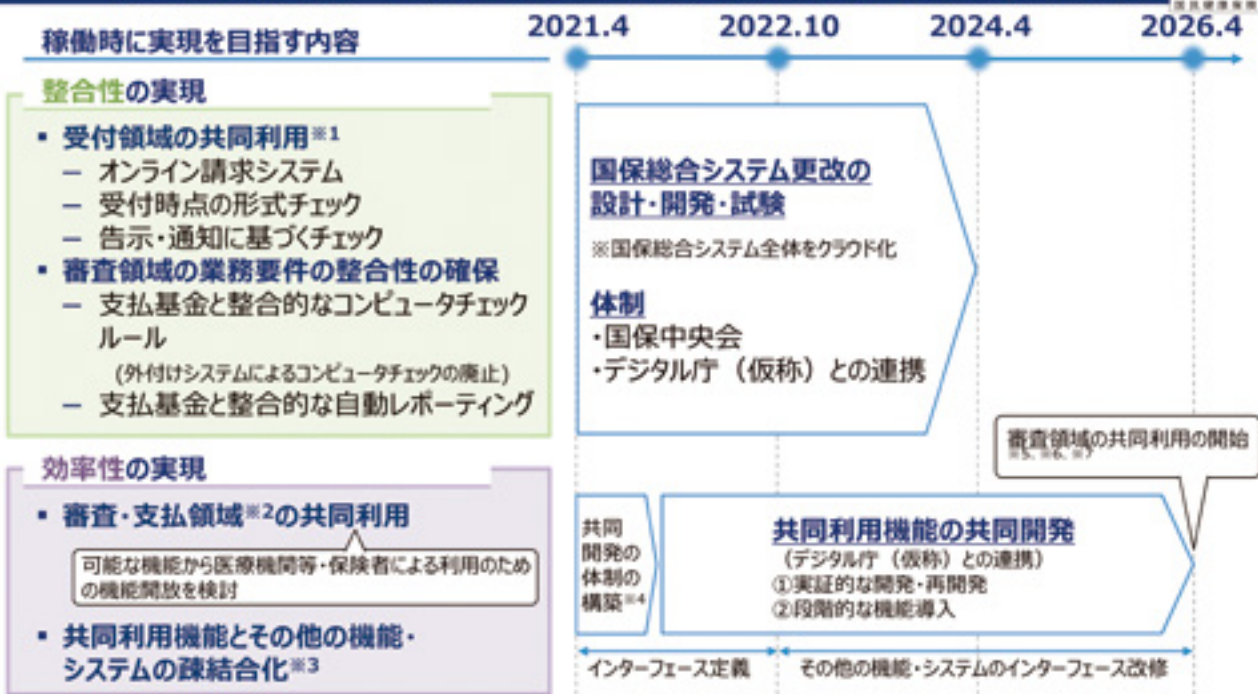 国民健康保険
稼働時に実現を目指す内容
2021.4 2022.10 2024.4 2026.4
整合性の実現
▪ 受付領域の共同利用※1
― オンライン請求システム
― 受付時点の形式チェック
― 告示・通知に基づくチェック
▪ 審査領域の業務要件の整合性の確保
― 支払基金と整合的なコンピュータチェック
ルール
(外付けシステムによるコンピュータチェックの廃止)
― 支払基金と整合的な自動レポーティング
国保総合システム更改の
設計・開発・試験
※国保総合システム全体をクラウド化
体制
・国保中央会
・デジタル庁（仮称）との連携
効率性の実現
▪ 審査・支払領域※2の共同利用
可能な機能から医療機関等・保険者による利用のため
の機能開放を検討
▪ 共同利用機能とその他の機能・
システムの疎結合化※3
審査領域の共同利用の開始
※5、※6、※7
共同
開発の
体制の
構築※4
共同利用機能の共同開発
（デジタル庁（仮称）との連携）
①実証的な開発・再開発
②段階的な機能導入
インターフェース定義
その他の機能・システムのインターフェース改修